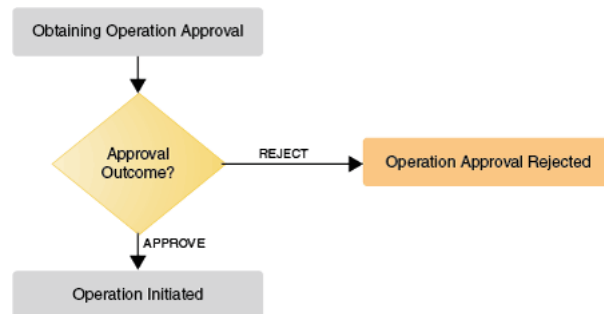 Obtaining Operation Approval
Approval
Outcome?
REJECT
Operation Approval Rejected
APPROVE
Operation Initiated